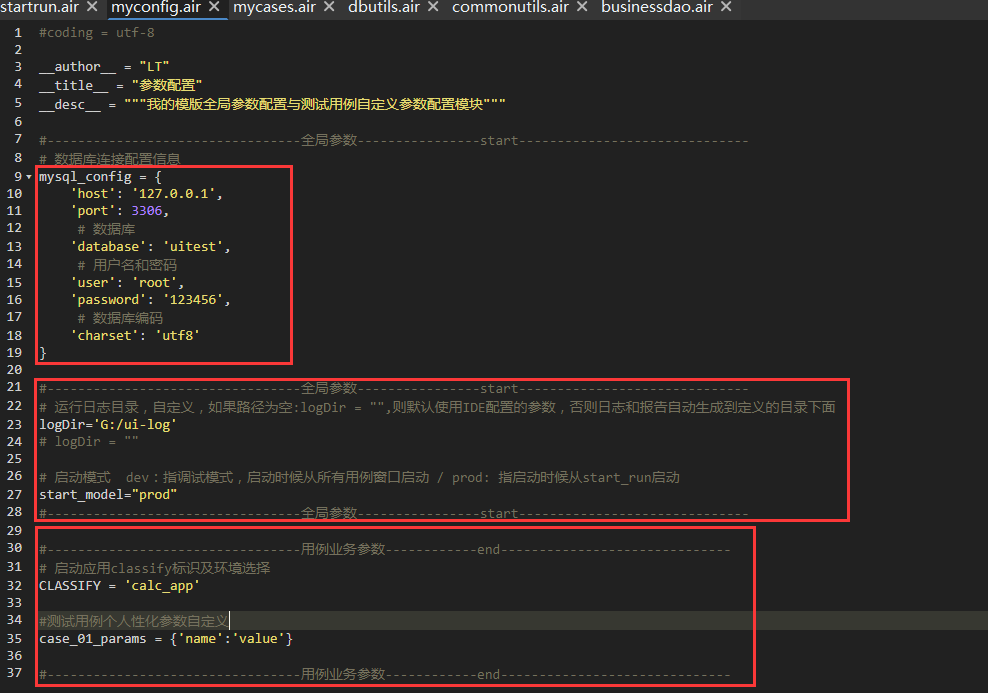 startrun.air ✕ myconfig.air ✕ mycases.air ✕ dbutils.air ✕ commonutils.air ✕ businessdao.air ✕
1 #coding = utf-8
2
3 __author__ = "LT"
4 __title__ = "参数配置"
5 __desc__ = """我的模版全局参数配置与测试用例自定义参数配置模块"""
6
7 #---------------------------------全局参数----------------start------------------------------
8 # 数据库连接配置信息
9 mysql_config = {
10 'host': '127.0.0.1',
11 'port': 3306,
12 # 数据库
13 'database': 'uitest',
14 # 用户名和密码
15 'user': 'root',
16 'password': '123456',
17 # 数据库编码
18 'charset': 'utf8'
19 }
20
21 #---------------------------------全局参数----------------start------------------------------
22 # 运行日志目录，自定义，如果路径为空:logDir = "",则默认使用IDE配置的参数，否则日志和报告自动生成到定义的目录下面
23 logDir='G:/ui-log'
24 # logDir = ""
25
26 # 启动模式 dev：指调试模式，启动时候从所有用例窗口启动 / prod: 指启动时候从start_run启动
27 start_model="prod"
28 #---------------------------------全局参数----------------start------------------------------
29
30 #---------------------------------用例业务参数------------end------------------------------
31 # 启动应用classify标识及环境选择
32 CLASSIFY = 'calc_app'
33
34 #测试用例个人性化参数自定义
35 case_01_params = {'name':'value'}
36
37 #---------------------------------用例业务参数------------end------------------------------